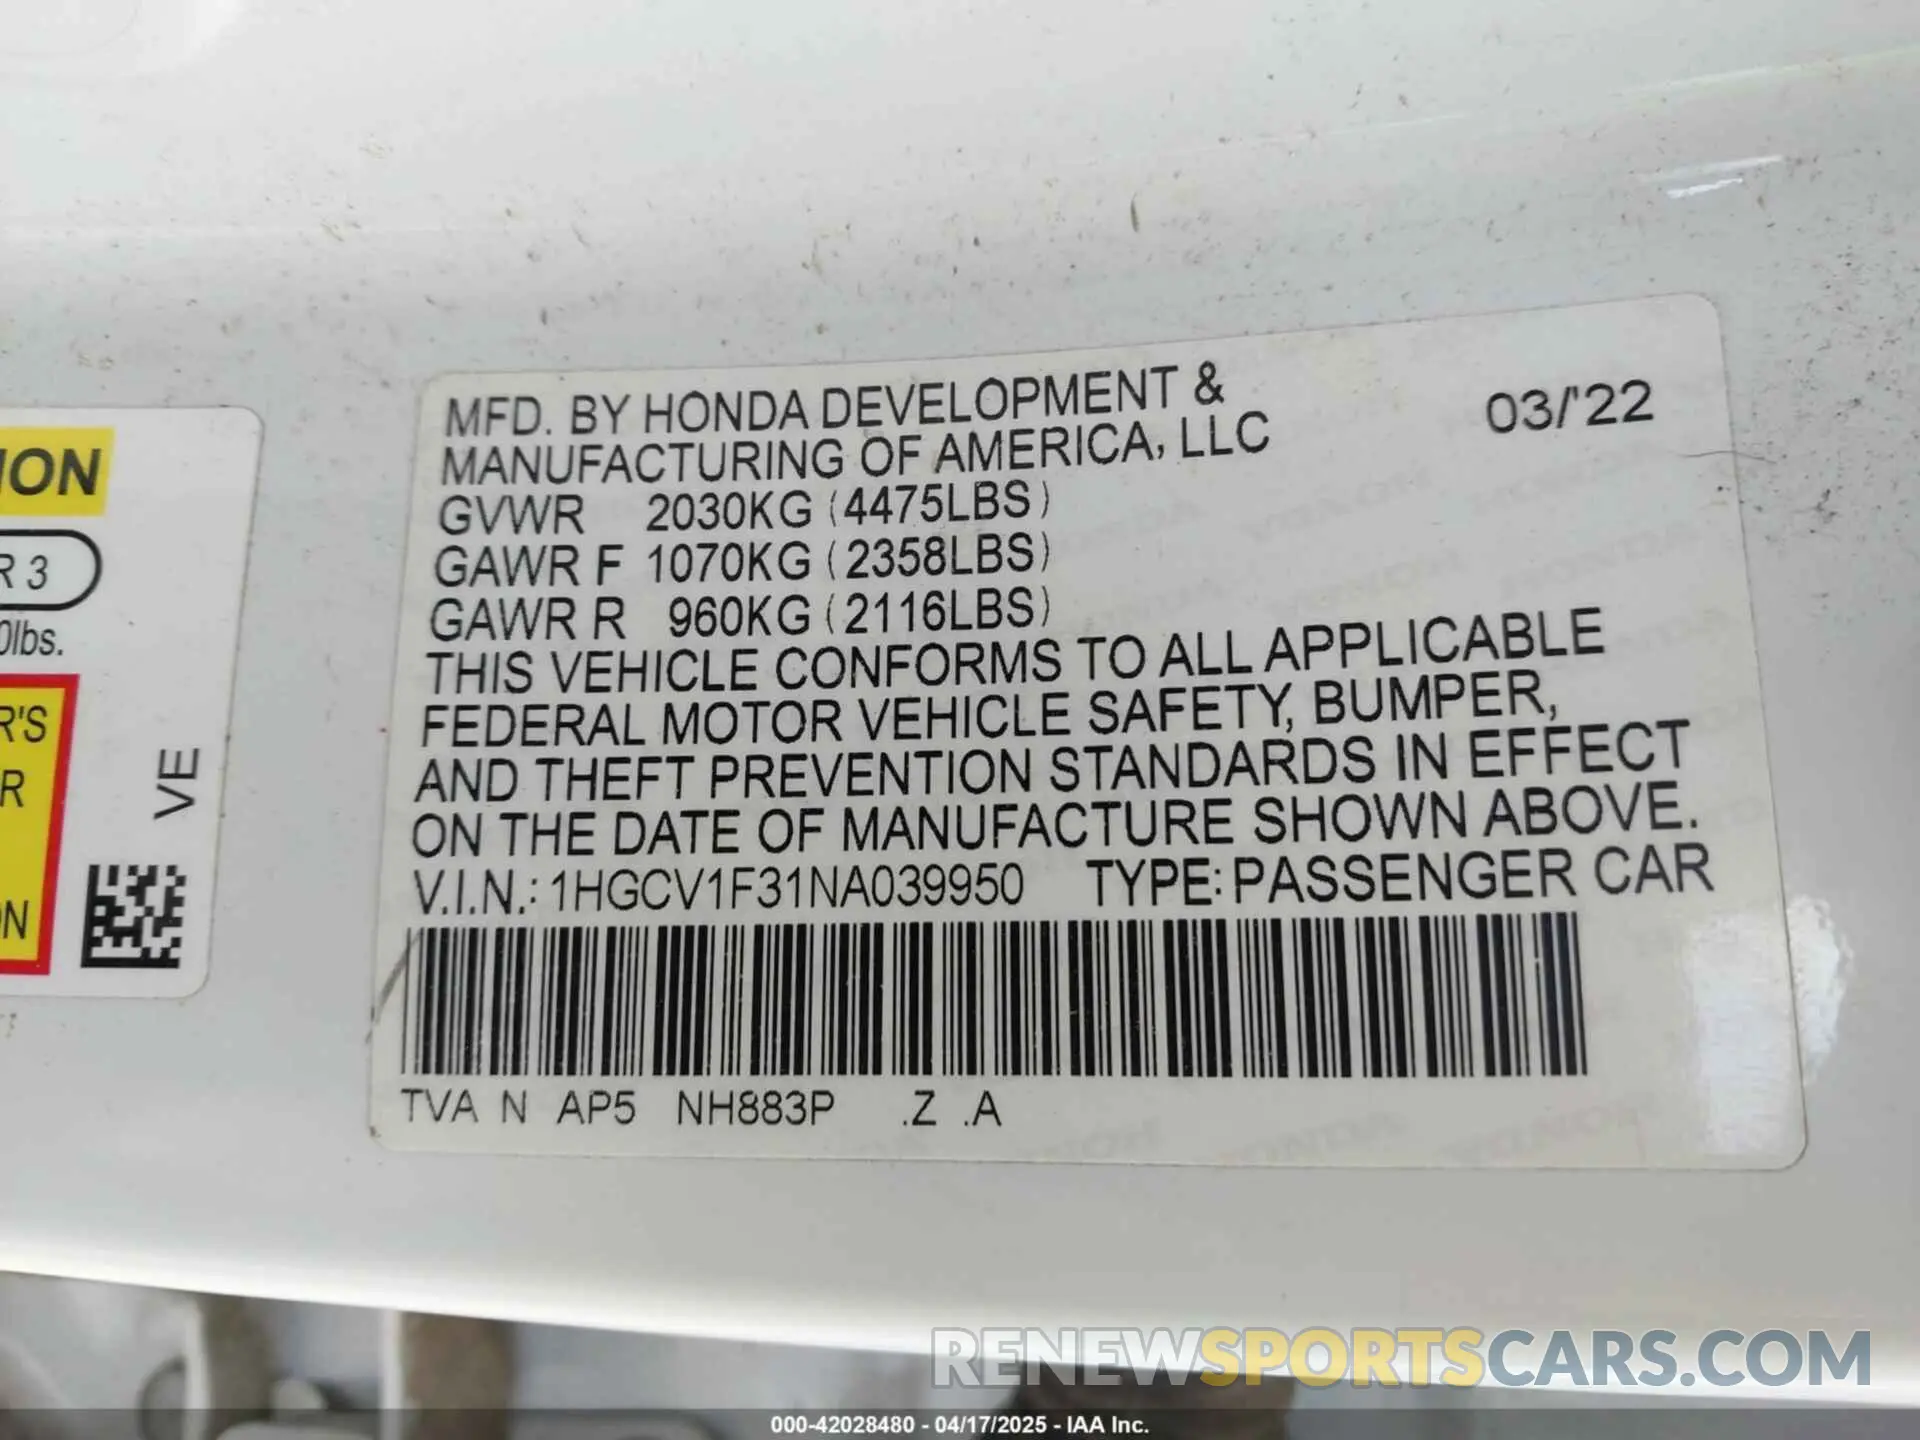 ION
R 3
0lbs.
R'S
R
ON
VE
MFD. BY HONDA DEVELOPMENT &
MANUFACTURING OF AMERICA, LLC
03/'22
GVWR 2030KG (4475LBS)
GAWR F 1070KG (2358LBS)
GAWR R 960KG (2116LBS)
THIS VEHICLE CONFORMS TO ALL APPLICABLE
FEDERAL MOTOR VEHICLE SAFETY, BUMPER,
AND THEFT PREVENTION STANDARDS IN EFFECT
ON THE DATE OF MANUFACTURE SHOWN ABOVE.
V.I.N.: 1HGCV1F31NA039950 TYPE: PASSENGER CAR
TVA N AP5 NH883P .Z .A
RENEWSPORTSCARS.COM
000-42028480 - 04/17/2025 - IAA Inc.